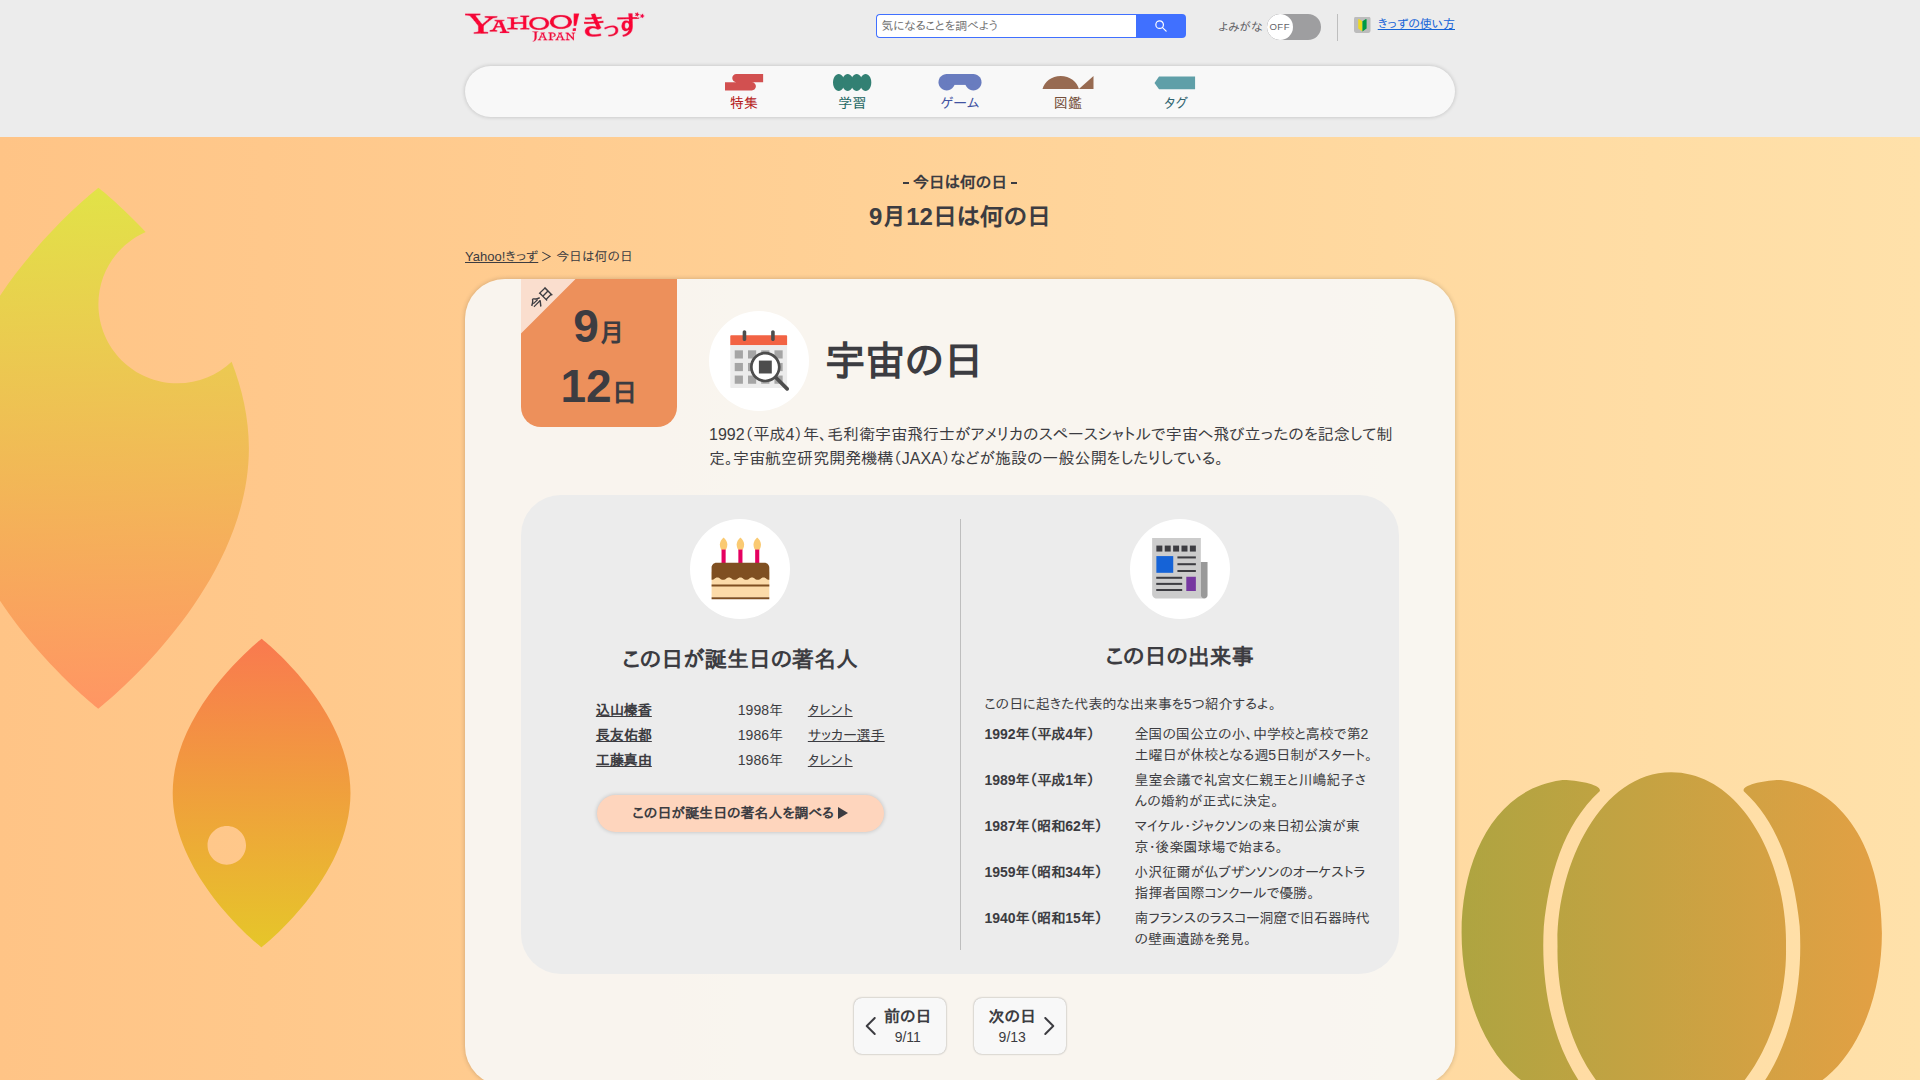 YAHOO! きっず
JAPAN
気になることを調べよう
よみがな OFF
きっずの使い方
特集
学習
ゲーム
図鑑
タグ
- 今日は何の日 -
9月12日は何の日
Yahoo!きっず > 今日は何の日
今日
9月
12日
宇宙の日
1992(平成4)年、毛利衛宇宙飛行士がアメリカのスペースシャトルで宇宙へ飛び立ったのを記念して制
定。宇宙航空研究開発機構(JAXA)などが施設の一般公開をしたりしている。
この日が誕生日の著名人
込山榛香 1998年 タレント
長友佑都 1986年 サッカー選手
工藤真由 1986年 タレント
この日が誕生日の著名人を調べる ▶
この日の出来事
この日に起きた代表的な出来事を5つ紹介するよ。
1992年(平成4年) 全国の国公立の小、中学校と高校で第2
土曜日が休校となる週5日制がスタート。
1989年(平成1年) 皇室会議で礼宮文仁親王と川嶋紀子さ
んの婚約が正式に決定。
1987年(昭和62年) マイケル・ジャクソンの来日初公演が東
京・後楽園球場で始まる。
1959年(昭和34年) 小沢征爾が仏ブザンソンのオーケストラ
指揮者国際コンクールで優勝。
1940年(昭和15年) 南フランスのラスコー洞窟で旧石器時代
の壁画遺跡を発見。
前の日
9/11
次の日
9/13